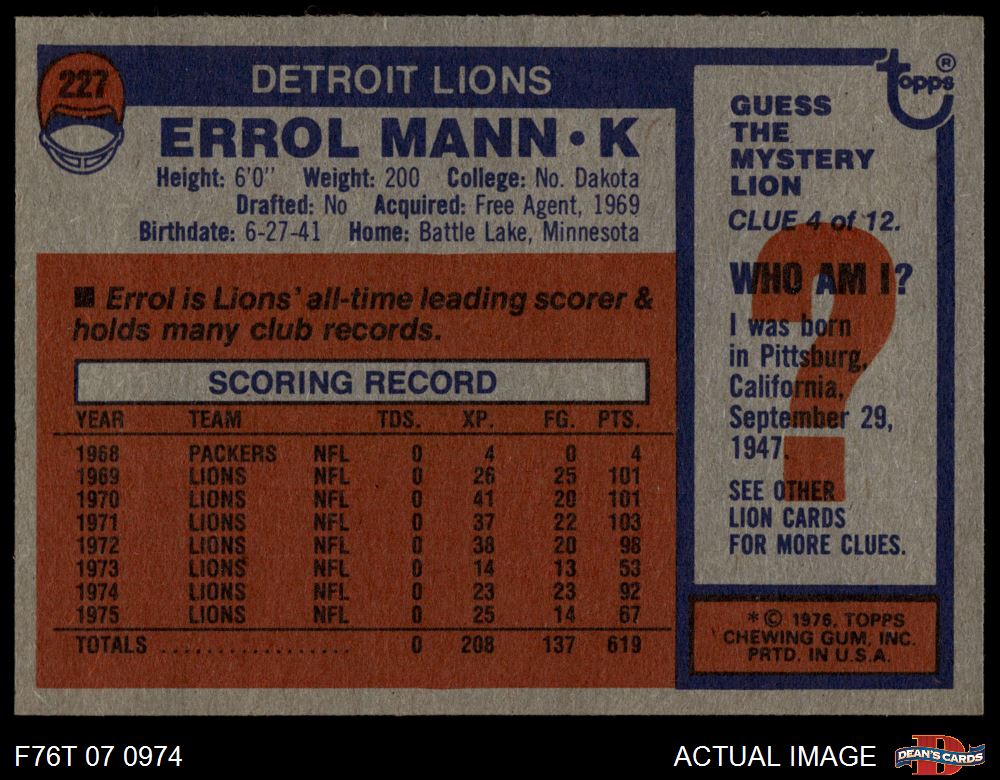 227
DETROIT LIONS
ERROL MANN • K
Height: 6'0" Weight: 200 College: No. Dakota
Drafted: No Acquired: Free Agent, 1969
Birthdate: 6-27-41 Home: Battle Lake, Minnesota
■ Errol is Lions' all-time leading scorer &
holds many club records.
SCORING RECORD
YEAR TEAM TDS. XP. FG. PTS.
1968 PACKERS NFL 0 4 0 4
1969 LIONS NFL 0 26 25 101
1970 LIONS NFL 0 41 20 101
1971 LIONS NFL 0 37 22 103
1972 LIONS NFL 0 38 20 98
1973 LIONS NFL 0 14 13 53
1974 LIONS NFL 0 23 23 92
1975 LIONS NFL 0 25 14 67
TOTALS ................. 0 208 137 619
topps ®
GUESS
THE
MYSTERY
LION
CLUE 4 of 12.
WHO AM I?
I was born
in Pittsburg,
California,
September 29,
1947.
SEE OTHER
LION CARDS
FOR MORE CLUES.
* © 1976. TOPPS
CHEWING GUM, INC.
PRTD. IN U.S.A.
F76T 07 0974
ACTUAL IMAGE
DEAN'S CARDS